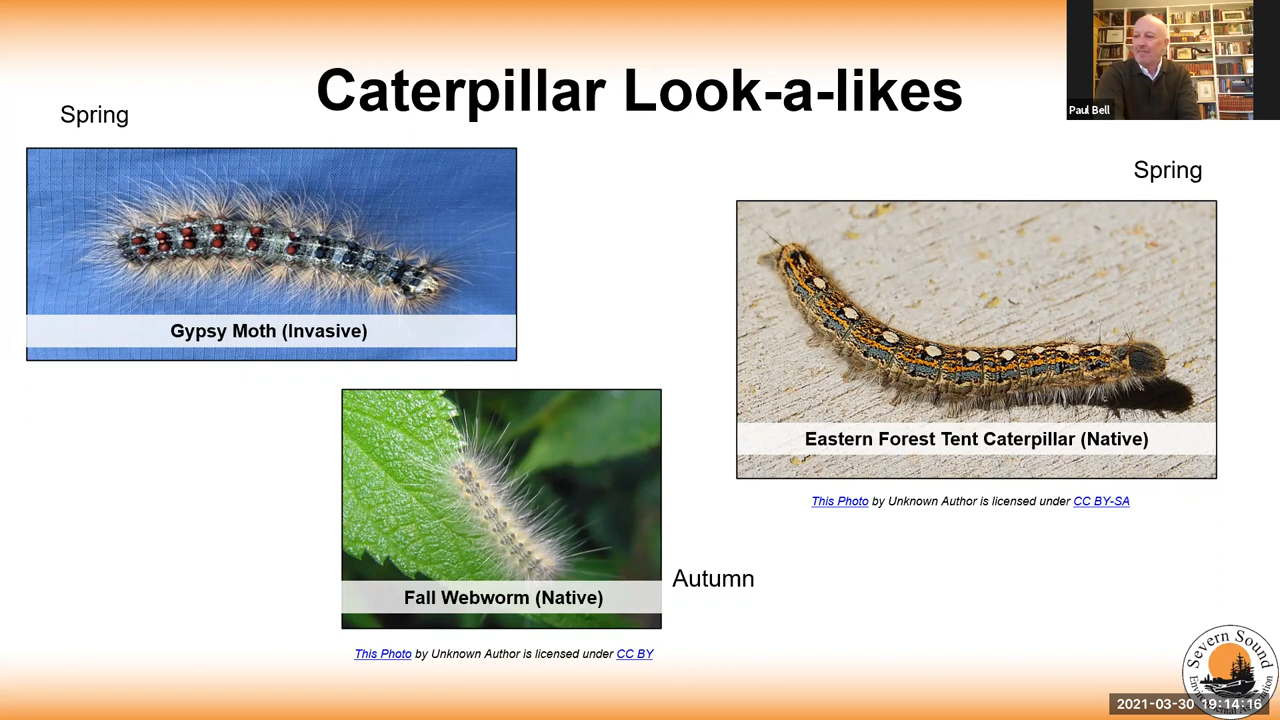 Caterpillar Look-a-likes
Paul Bell
Spring
Spring
Gypsy Moth (Invasive)
Eastern Forest Tent Caterpillar (Native)
This Photo by Unknown Author is licensed under CC BY-SA
Autumn
Fall Webworm (Native)
This Photo by Unknown Author is licensed under CC BY
Severn Sound
2021-03-30 19:14:16